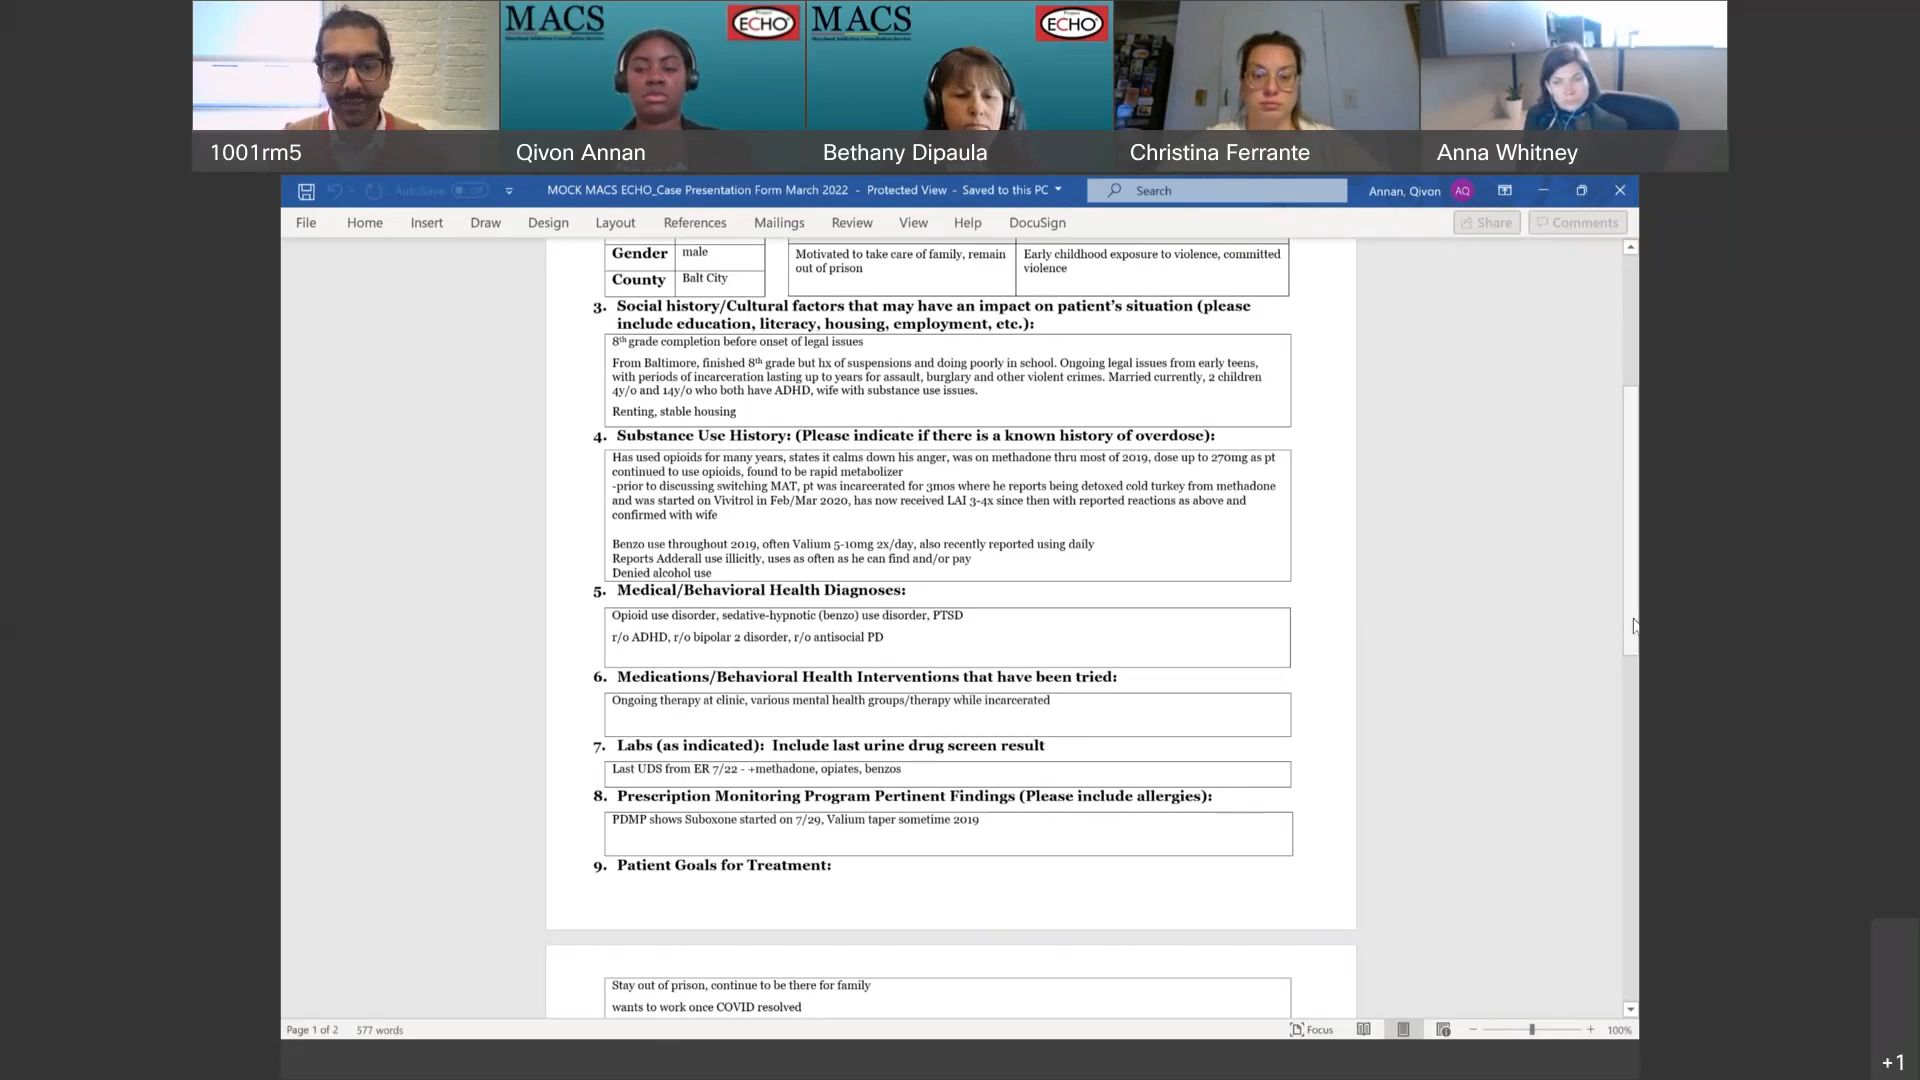 MACS
Maryland Addiction Consultation Service
Project
ECHO
MACS
Maryland Addiction Consultation Service
Project
ECHO
1001rm5
Qivon Annan
Bethany Dipaula
Christina Ferrante
Anna Whitney
AutoSave Off
MOCK MACS ECHO_Case Presentation Form March 2022 - Protected View - Saved to this PC
Search
Annan, Qivon AQ
File Home Insert Draw Design Layout References Mailings Review View Help DocuSign
Share Comments
Gender male
County Balt City
Motivated to take care of family, remain
out of prison
Early childhood exposure to violence, committed
violence
3. Social history/Cultural factors that may have an impact on patient's situation (please
include education, literacy, housing, employment, etc.):
8th grade completion before onset of legal issues
From Baltimore, finished 8th grade but hx of suspensions and doing poorly in school. Ongoing legal issues from early teens,
with periods of incarceration lasting up to years for assault, burglary and other violent crimes. Married currently, 2 children
4y/o and 14y/o who both have ADHD, wife with substance use issues.
Renting, stable housing
4. Substance Use History: (Please indicate if there is a known history of overdose):
Has used opioids for many years, states it calms down his anger, was on methadone thru most of 2019, dose up to 270mg as pt
continued to use opioids, found to be rapid metabolizer
-prior to discussing switching MAT, pt was incarcerated for 3mos where he reports being detoxed cold turkey from methadone
and was started on Vivitrol in Feb/Mar 2020, has now received LAI 3-4x since then with reported reactions as above and
confirmed with wife
Benzo use throughout 2019, often Valium 5-10mg 2x/day, also recently reported using daily
Reports Adderall use illicitly, uses as often as he can find and/or pay
Denied alcohol use
5. Medical/Behavioral Health Diagnoses:
Opioid use disorder, sedative-hypnotic (benzo) use disorder, PTSD
r/o ADHD, r/o bipolar 2 disorder, r/o antisocial PD
6. Medications/Behavioral Health Interventions that have been tried:
Ongoing therapy at clinic, various mental health groups/therapy while incarcerated
7. Labs (as indicated): Include last urine drug screen result
Last UDS from ER 7/22 - +methadone, opiates, benzos
8. Prescription Monitoring Program Pertinent Findings (Please include allergies):
PDMP shows Suboxone started on 7/29, Valium taper sometime 2019
9. Patient Goals for Treatment:
Stay out of prison, continue to be there for family
wants to work once COVID resolved
Page 1 of 2 577 words
Focus
100%
+1